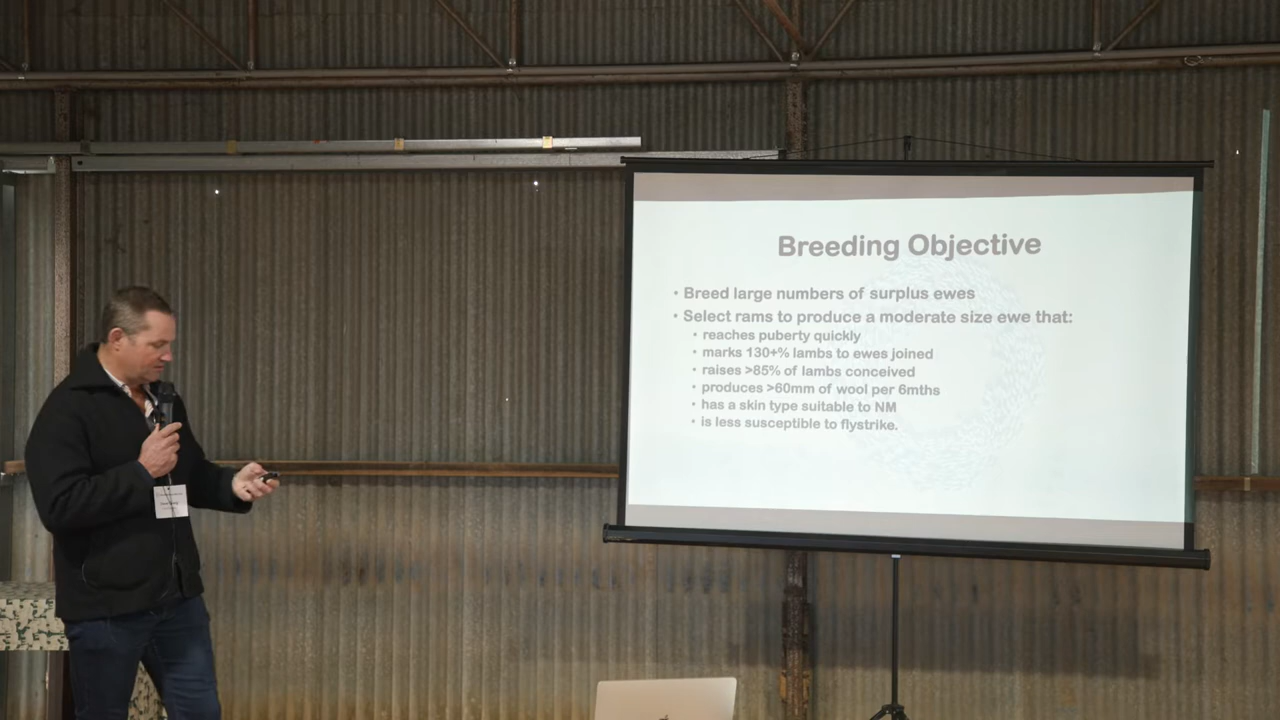 Breeding Objective
• Breed large numbers of surplus ewes
• Select rams to produce a moderate size ewe that:
• reaches puberty quickly
• marks 130+% lambs to ewes joined
• raises >85% of lambs conceived
• produces >60mm of wool per 6mths
• has a skin type suitable to NM
• is less susceptible to flystrike.